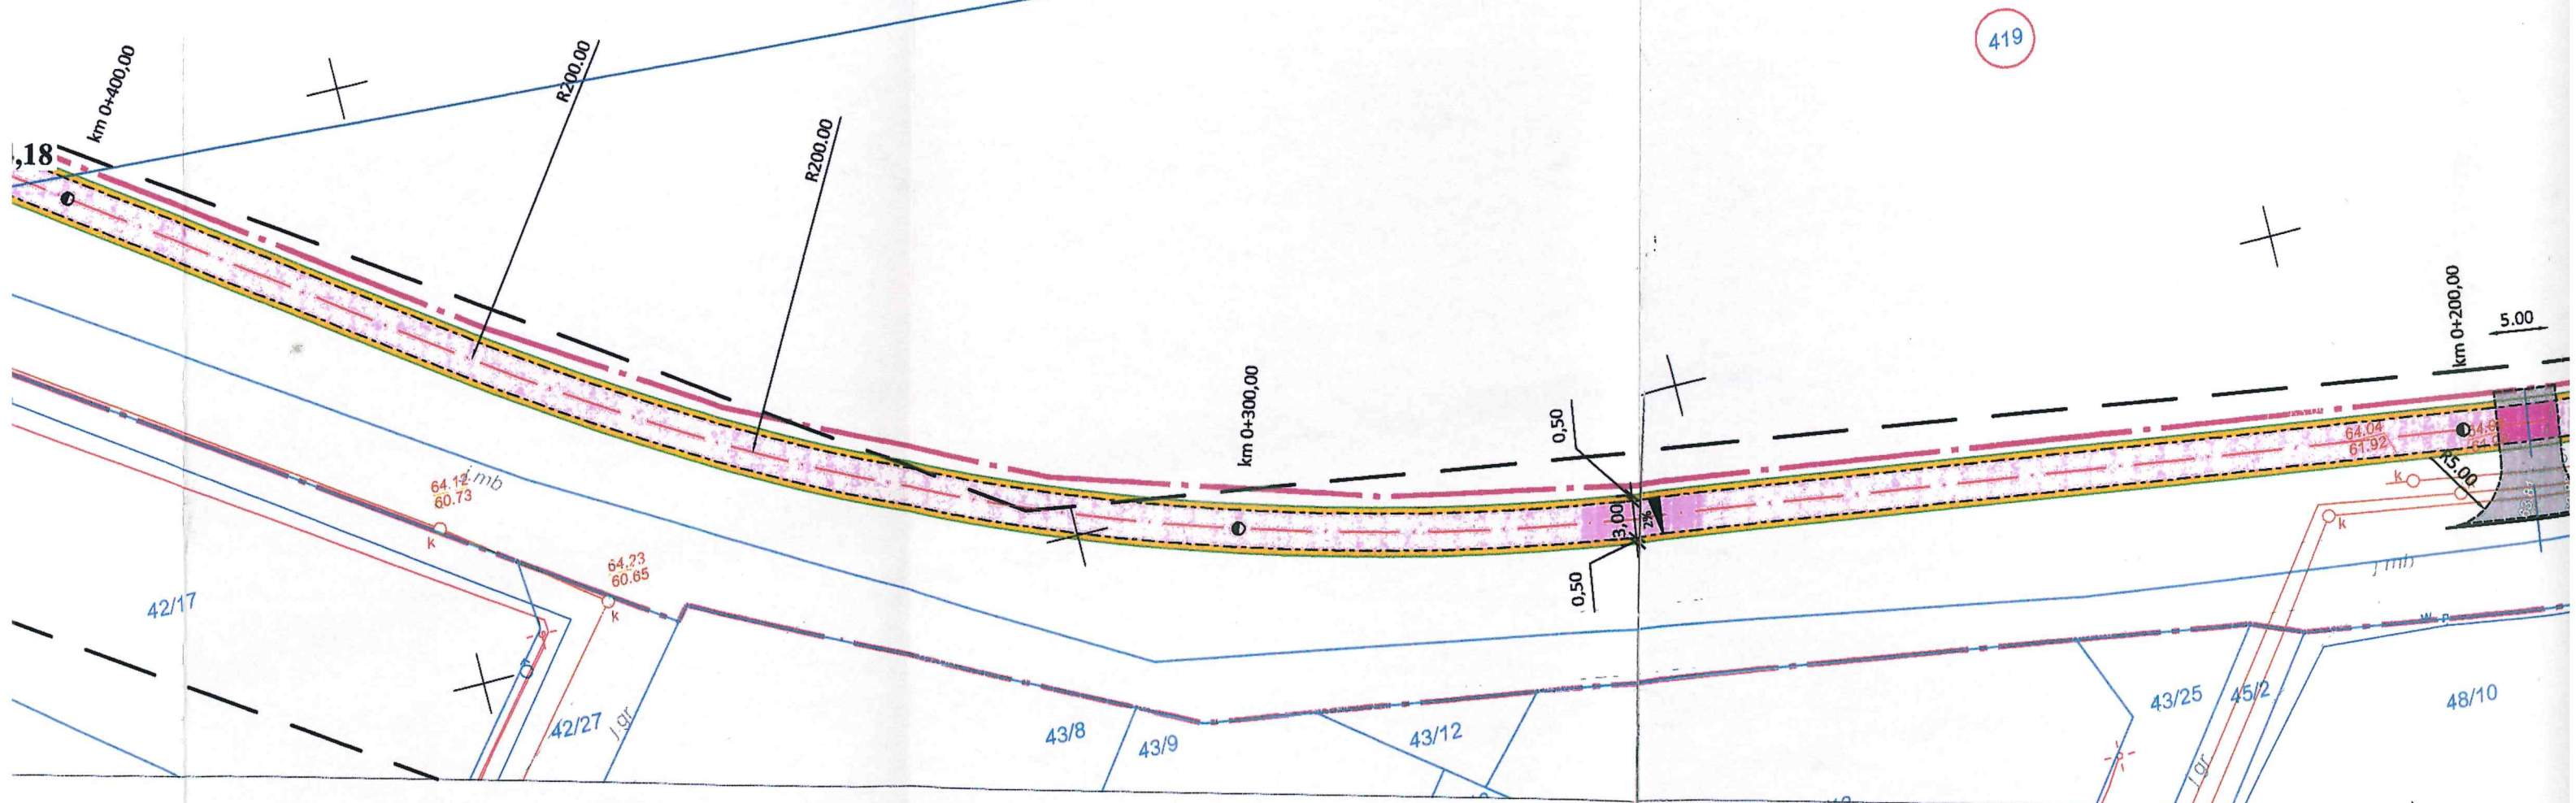 419
km 0+400,00
R200.00
R200.00
,18
km 0+300,00
0,50
3,00
2%
0,50
km 0+200,00
5.00
64.04
61.92
R5.00
k
k
64.12
60.73
j.mb
k
64.23
60.65
k
42/17
42/27
j.gr
43/8
43/9
43/12
43/25
45/2
48/10
j.gr
j.mb
w
p